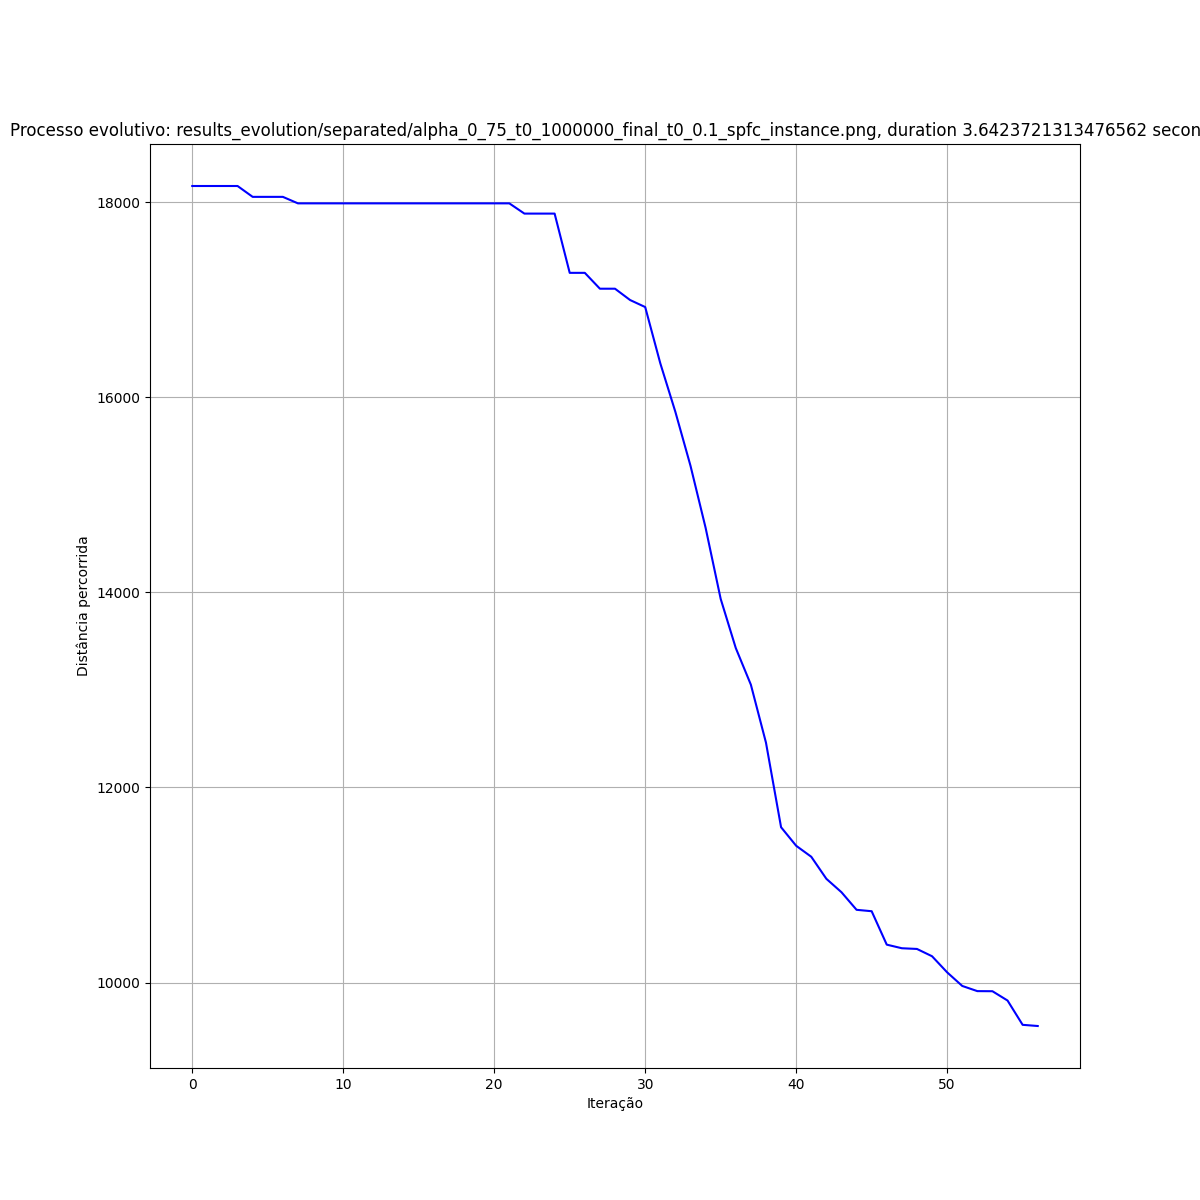 Processo evolutivo: results_evolution/separated/alpha_0_75_t0_1000000_final_t0_0.1_spfc_instance.png, duration 3.6423721313476562 secon
18000
16000
14000
12000
10000
Distância percorrida
0 10 20 30 40 50
Iteração